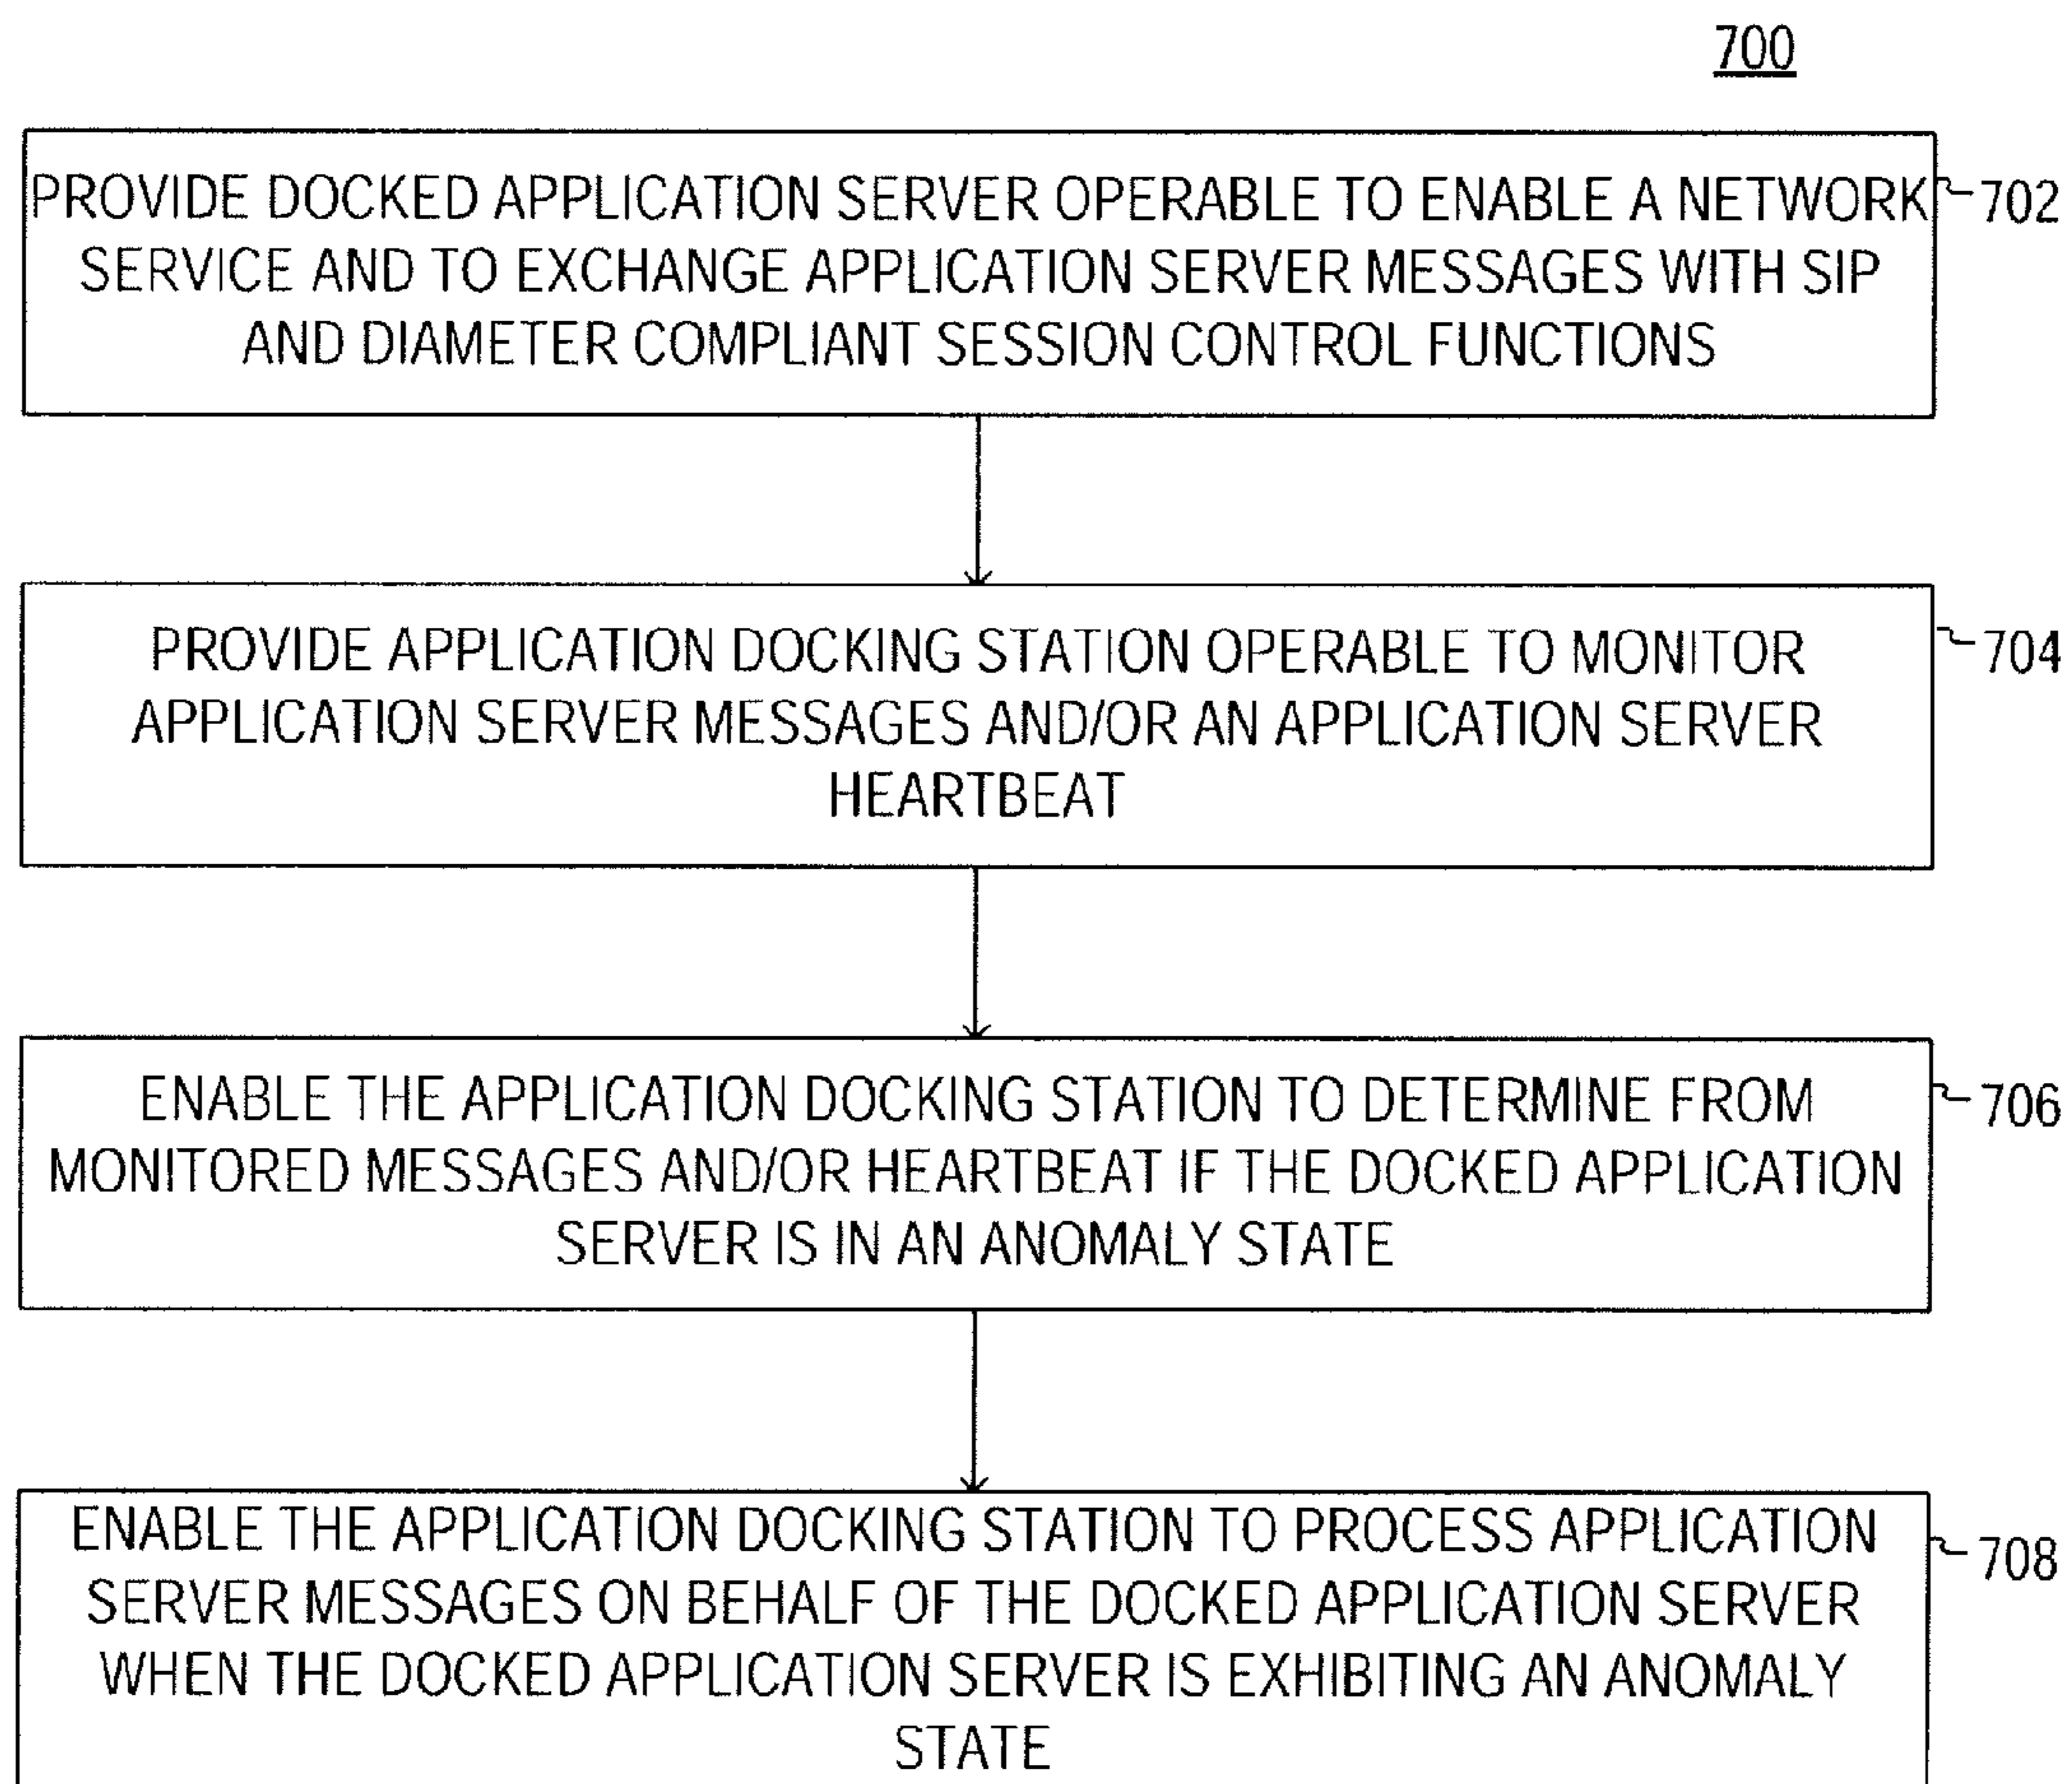 700
PROVIDE DOCKED APPLICATION SERVER OPERABLE TO ENABLE A NETWORK
SERVICE AND TO EXCHANGE APPLICATION SERVER MESSAGES WITH SIP
AND DIAMETER COMPLIANT SESSION CONTROL FUNCTIONS
702
PROVIDE APPLICATION DOCKING STATION OPERABLE TO MONITOR
APPLICATION SERVER MESSAGES AND/OR AN APPLICATION SERVER
HEARTBEAT
704
ENABLE THE APPLICATION DOCKING STATION TO DETERMINE FROM
MONITORED MESSAGES AND/OR HEARTBEAT IF THE DOCKED APPLICATION
SERVER IS IN AN ANOMALY STATE
706
ENABLE THE APPLICATION DOCKING STATION TO PROCESS APPLICATION
SERVER MESSAGES ON BEHALF OF THE DOCKED APPLICATION SERVER
WHEN THE DOCKED APPLICATION SERVER IS EXHIBITING AN ANOMALY
STATE
708